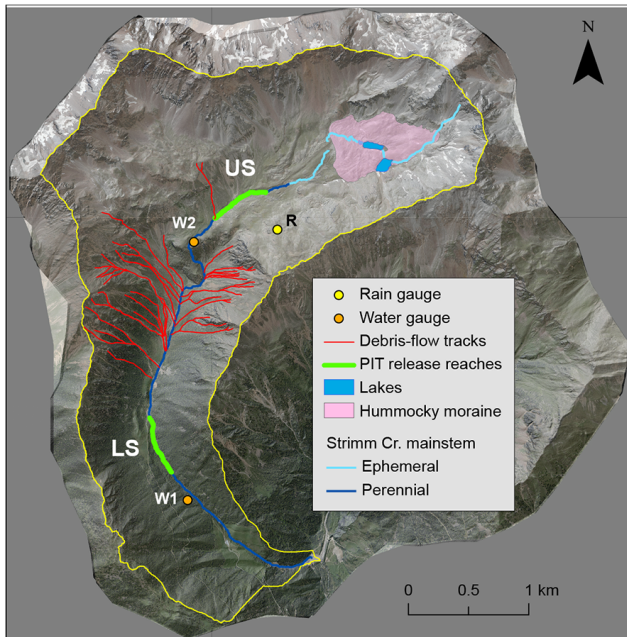 N
US
W2
R
Rain gauge
Water gauge
Debris-flow tracks
PIT release reaches
Lakes
Hummocky moraine
Strimm Cr. mainstem
Ephemeral
Perennial
LS
W1
0 0.5 1 km